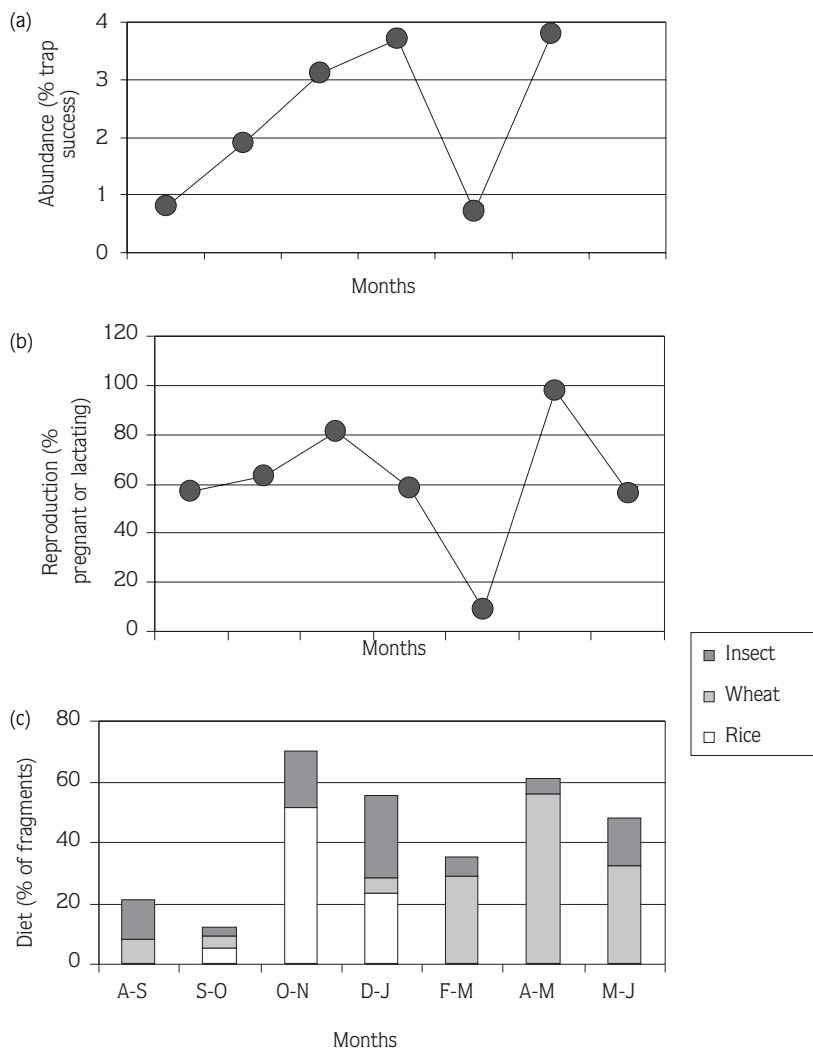 (a)
Abundance (% trap
success)
4
3
2
1
0
Months
(b)
Reproduction (%
pregnant or lactating)
120
100
80
60
40
20
0
Months
Insect
Wheat
Rice
(c)
Diet (% of fragments)
80
60
40
20
0
A-S S-O O-N D-J F-M A-M M-J
Months